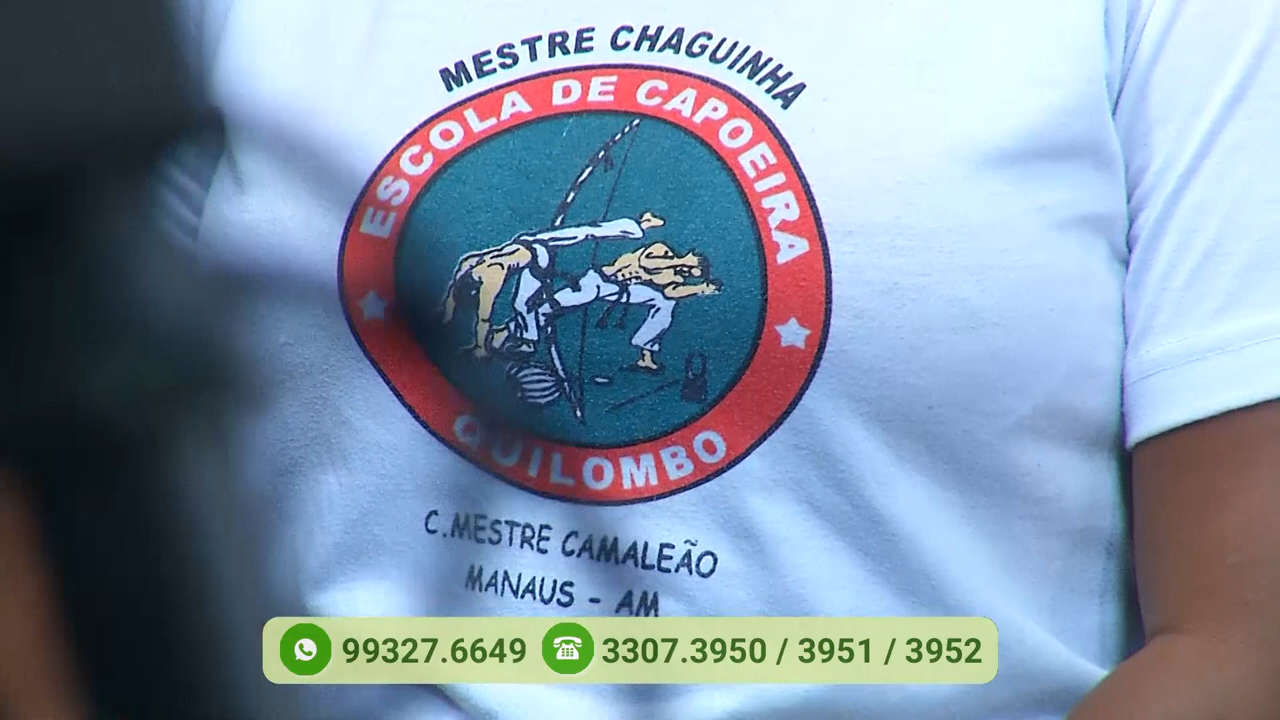 MESTRE CHAGUINHA
ESCOLA DE CAPOEIRA
QUILOMBO
C.MESTRE CAMALEÃO
MANAUS - AM
99327.6649 3307.3950 / 3951 / 3952